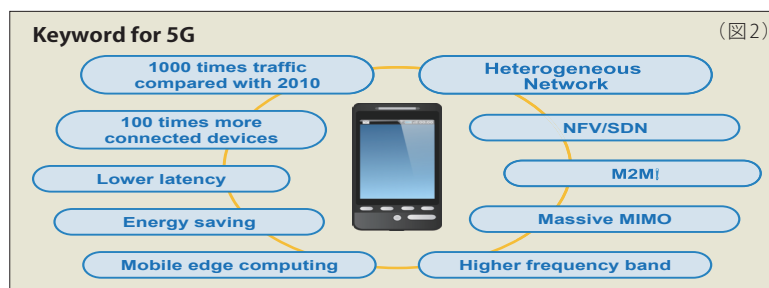 Keyword for 5G
(図2)
1000 times traffic
compared with 2010
100 times more
connected devices
Lower latency
Energy saving
Mobile edge computing
Heterogeneous
Network
NFV/SDN
M2M
Massive MIMO
Higher frequency band